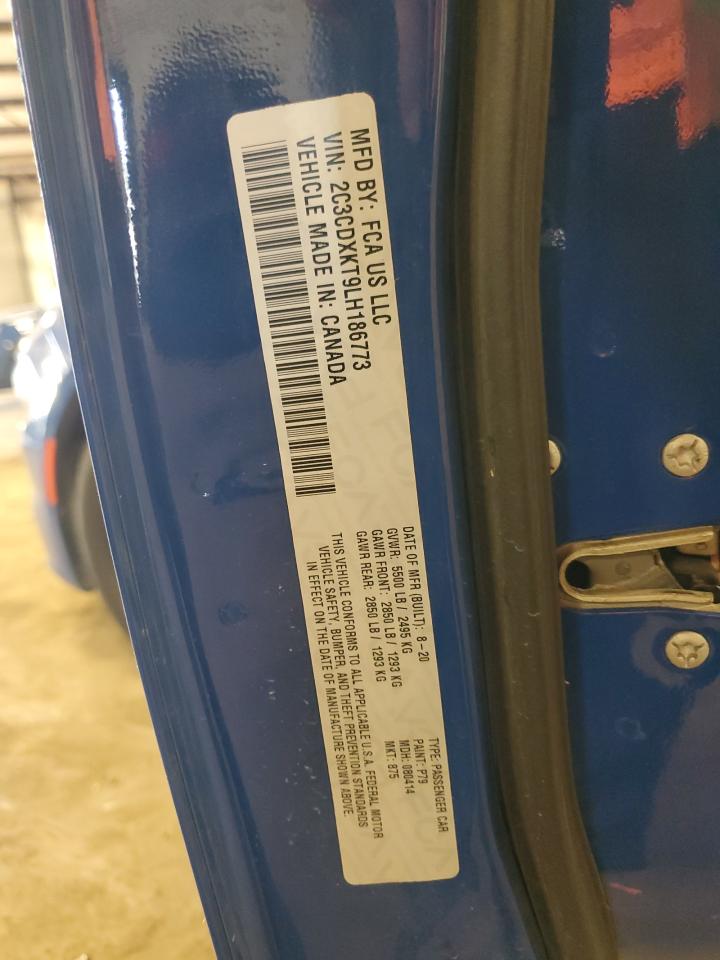 MFD BY: FCA US LLC
VIN: 2C3CDXKT9LH186773
VEHICLE MADE IN: CANADA
DATE OF MFR (BUILT): 8-20
GVWR: 5500 LB / 2495 KG
GAWR FRONT: 2850 LB / 1293 KG
GAWR REAR: 2850 LB / 1293 KG
THIS VEHICLE CONFORMS TO ALL APPLICABLE U.S.A. FEDERAL MOTOR
VEHICLE SAFETY, BUMPER, AND THEFT PREVENTION STANDARDS
IN EFFECT ON THE DATE OF MANUFACTURE SHOWN ABOVE.
TYPE: PASSENGER CAR
PAINT: P79
MDH: 080414
MKT: 875